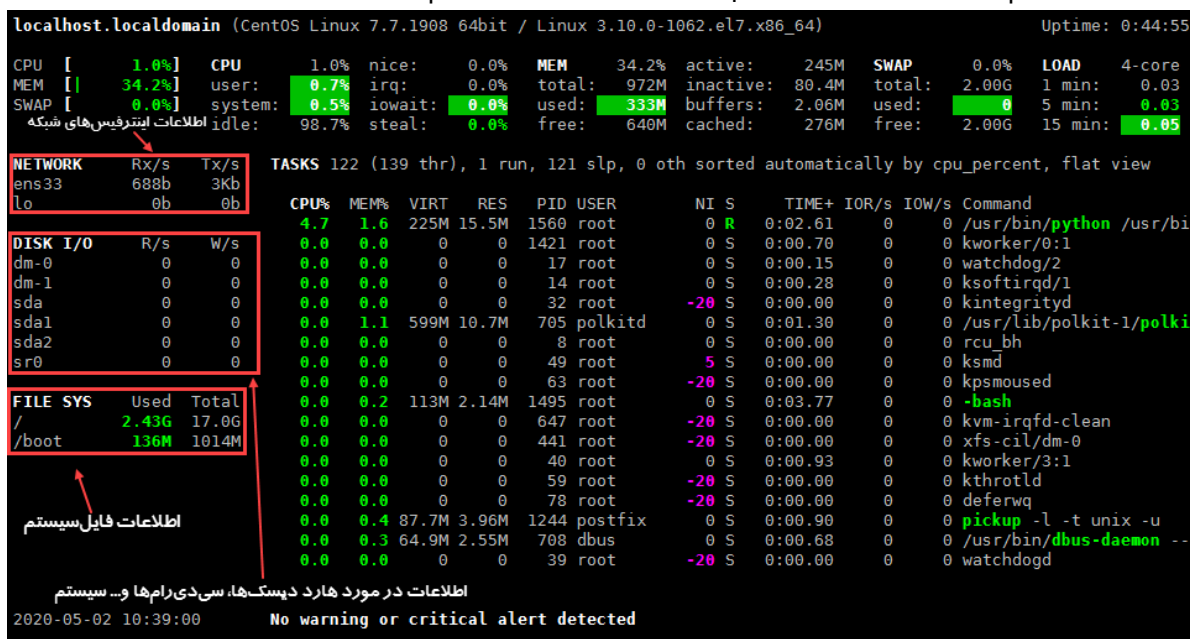 localhost.localdomain (CentOS Linux 7.7.1908 64bit / Linux 3.10.0-1062.el7.x86_64) Uptime: 0:44:55
CPU [ 1.0%] CPU 1.0% nice: 0.0% MEM 34.2% active: 245M SWAP 0.0% LOAD 4-core
MEM [| 34.2%] user: 0.7% irq: 0.0% total: 972M inactive: 80.4M total: 2.00G 1 min: 0.03
SWAP [ 0.0%] system: 0.5% iowait: 0.0% used: 333M buffers: 2.06M used: 0 5 min: 0.03
اطلاعات اینترفیس‌های شبکه idle: 98.7% steal: 0.0% free: 640M cached: 276M free: 2.00G 15 min: 0.05
NETWORK Rx/s Tx/s TASKS 122 (139 thr), 1 run, 121 slp, 0 oth sorted automatically by cpu_percent, flat view
ens33 688b 3Kb
lo 0b 0b CPU% MEM% VIRT RES PID USER NI S TIME+ IOR/s IOW/s Command
4.7 1.6 225M 15.5M 1560 root 0 R 0:02.61 0 0 /usr/bin/python /usr/bi
DISK I/O R/s W/s 0.0 0.0 0 0 1421 root 0 S 0:00.70 0 0 kworker/0:1
dm-0 0 0 0.0 0.0 0 0 17 root 0 S 0:00.15 0 0 watchdog/2
dm-1 0 0 0.0 0.0 0 0 14 root 0 S 0:00.28 0 0 ksoftirqd/1
sda 0 0 0.0 0.0 0 0 32 root -20 S 0:00.00 0 0 kintegrityd
sda1 0 0 0.0 1.1 599M 10.7M 705 polkitd 0 S 0:01.30 0 0 /usr/lib/polkit-1/polki
sda2 0 0 0.0 0.0 0 0 8 root 0 S 0:00.00 0 0 rcu_bh
sr0 0 0 0.0 0.0 0 0 49 root 5 S 0:00.00 0 0 ksmd
0.0 0.0 0 0 63 root -20 S 0:00.00 0 0 kpsmoused
FILE SYS Used Total 0.0 0.2 113M 2.14M 1495 root 0 S 0:03.77 0 0 -bash
/ 2.43G 17.0G 0.0 0.0 0 0 647 root -20 S 0:00.00 0 0 kvm-irqfd-clean
/boot 136M 1014M 0.0 0.0 0 0 441 root -20 S 0:00.00 0 0 xfs-cil/dm-0
0.0 0.0 0 0 40 root 0 S 0:00.93 0 0 kworker/3:1
0.0 0.0 0 0 59 root -20 S 0:00.00 0 0 kthrotld
0.0 0.0 0 0 78 root -20 S 0:00.00 0 0 deferwq
اطلاعات فایل‌سیستم 0.0 0.4 87.7M 3.96M 1244 postfix 0 S 0:00.90 0 0 pickup -l -t unix -u
0.0 0.3 64.9M 2.55M 708 dbus 0 S 0:00.68 0 0 /usr/bin/dbus-daemon --
0.0 0.0 0 0 39 root -20 S 0:00.00 0 0 watchdogd
اطلاعات در مورد هارد دیسک‌ها، سی‌دی‌رام‌ها و... سیستم
2020-05-02 10:39:00 No warning or critical alert detected